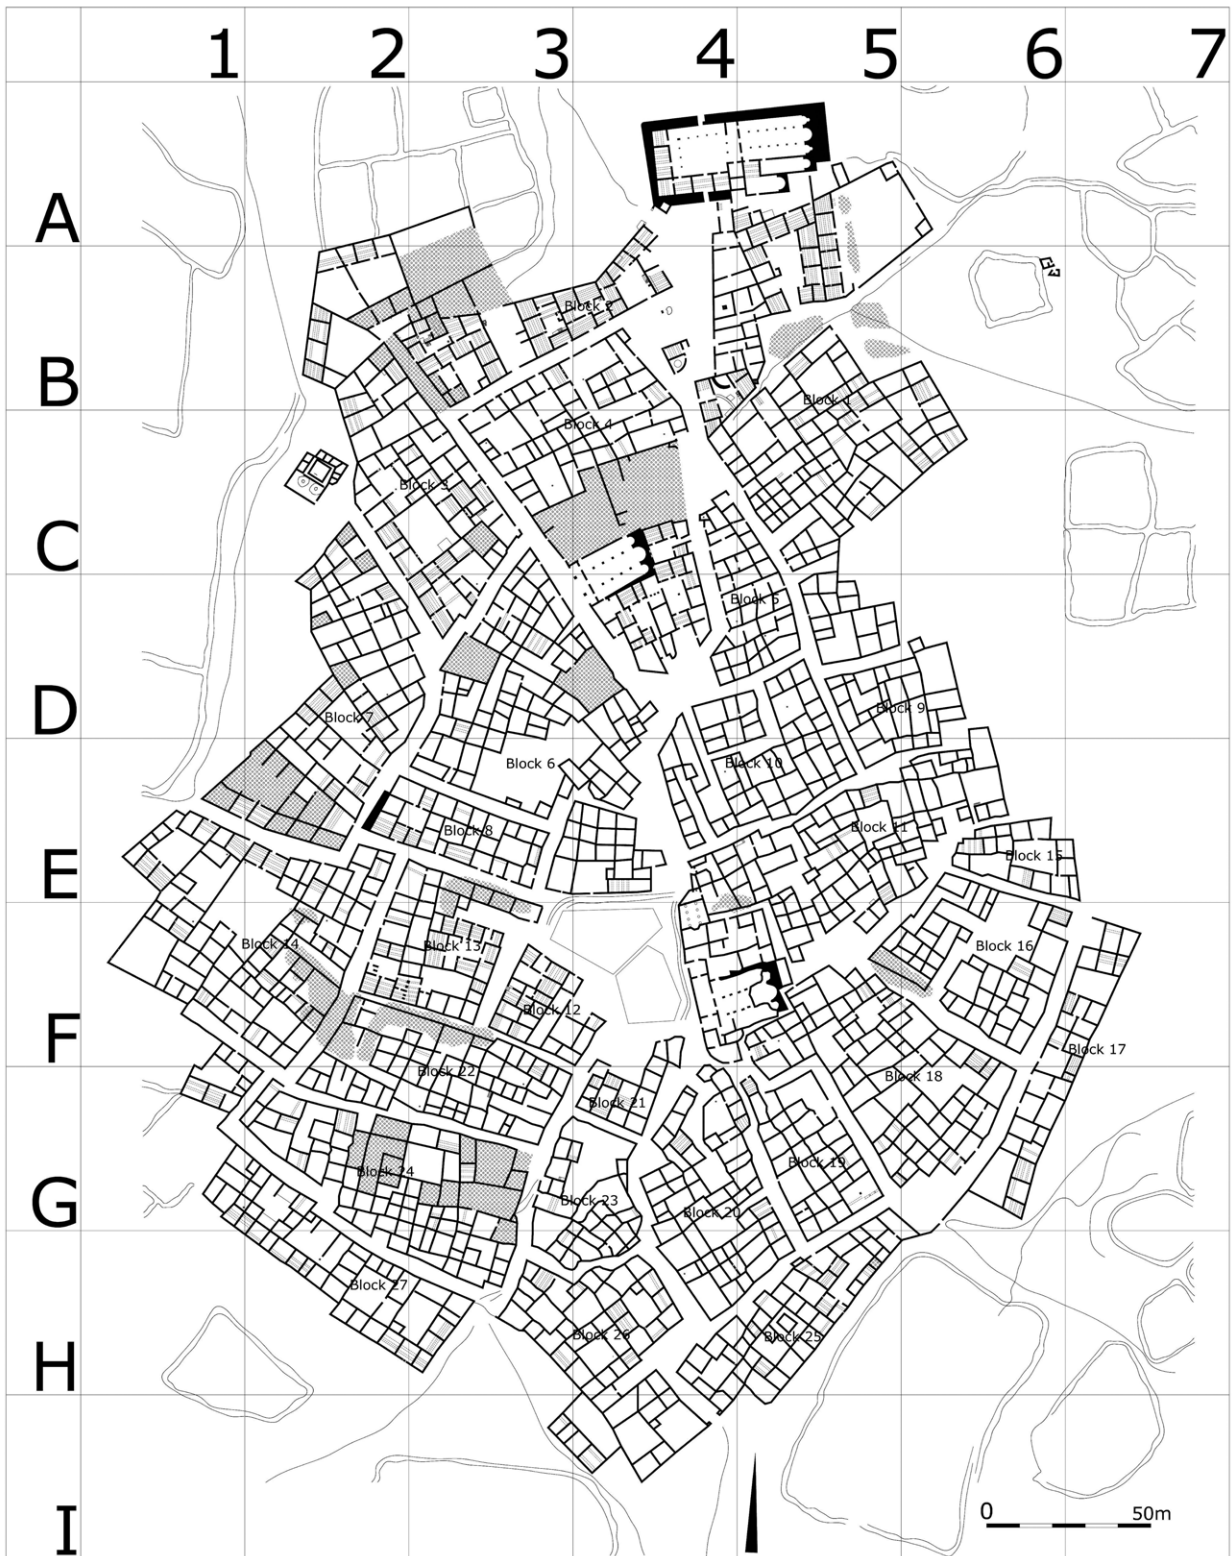 1 2 3 4 5 6 7
A
Block 2
B
Block 1
Block 4
Block 3
C
Block 5
D
Block 9
Block 7
Block 6
Block 10
Block 8
Block 11
E
Block 15
Block 14
Block 13
Block 16
Block 12
F
Block 17
Block 22
Block 18
Block 21
Block 19
Block 24
G
Block 23
Block 20
Block 27
Block 26
Block 25
H
0 50m
I